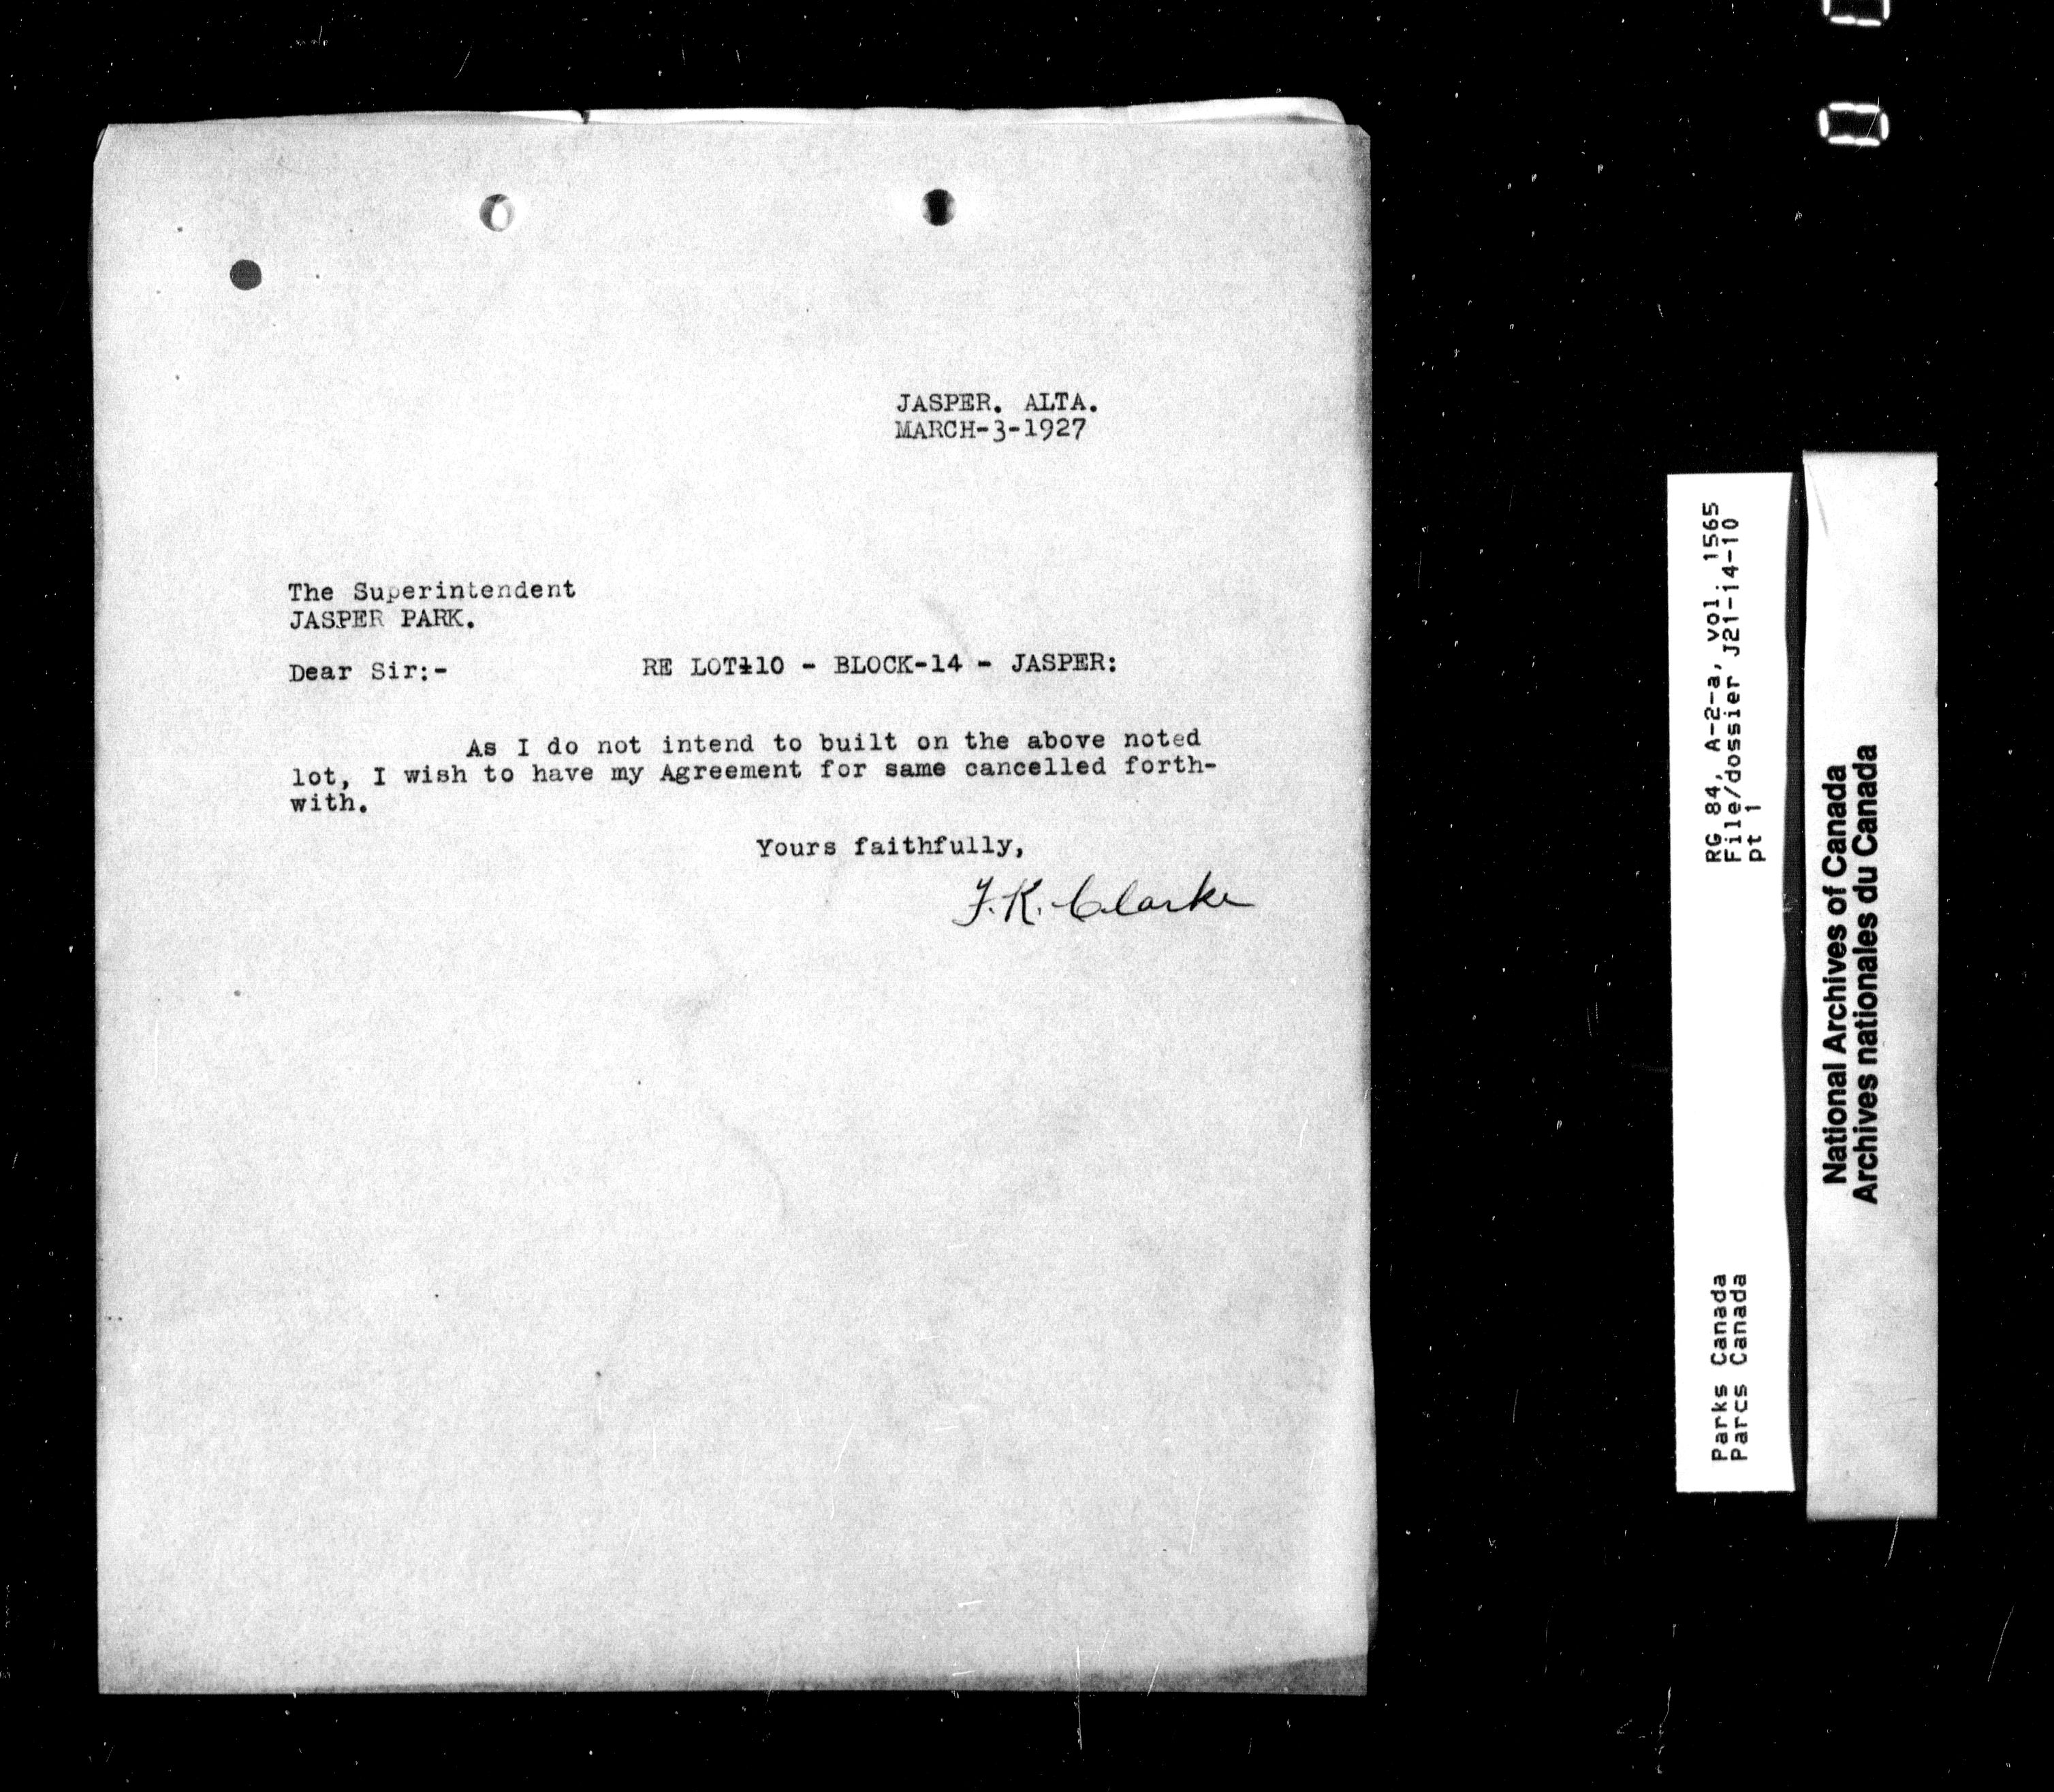 JASPER. ALTA.
MARCH-3-1927
The Superintendent
JASPER PARK.
Dear Sir:- RE LOT-10 - BLOCK-14 - JASPER:
As I do not intend to built on the above noted
lot, I wish to have my Agreement for same cancelled forth-
with.
Yours faithfully,
F.K. Clarke
RG 84, A-2-a, vol. 1565
File/dossier J21-14-10
pt 1
Parks Canada
Parcs Canada
National Archives of Canada
Archives nationales du Canada